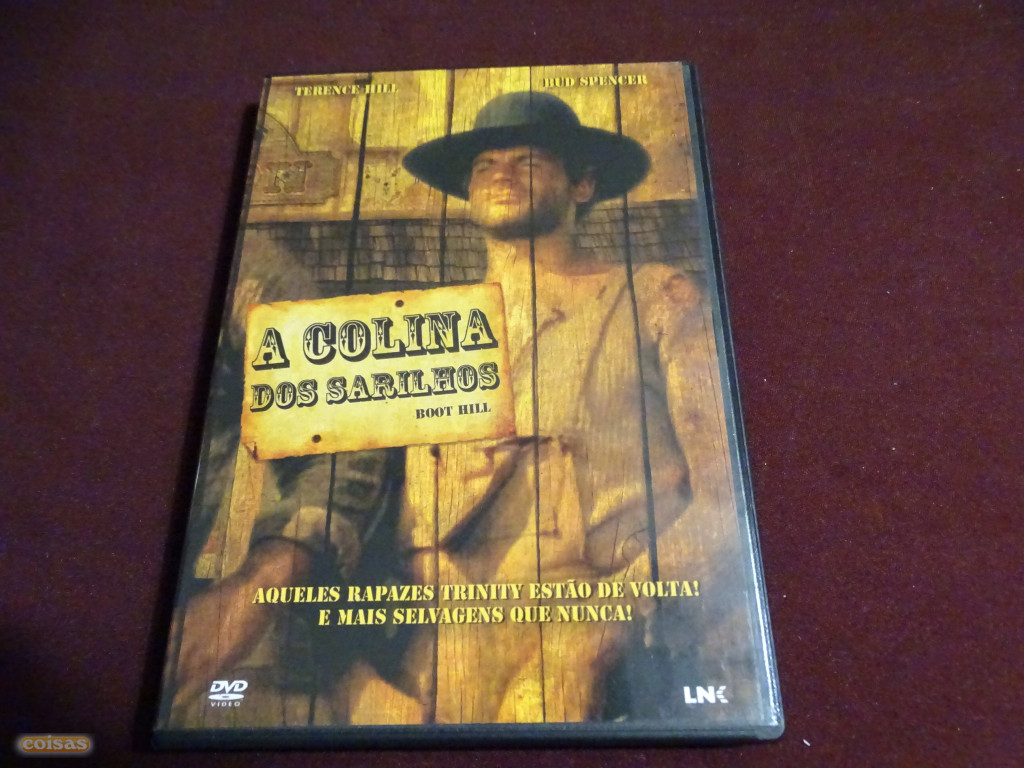 TERENCE HILL
BUD SPENCER
A COLINA
DOS SARILHOS
BOOT HILL
AQUELES RAPAZES TRINITY ESTÃO DE VOLTA!
E MAIS SELVAGENS QUE NUNCA!
DVD
VIDEO
LNK
coisas